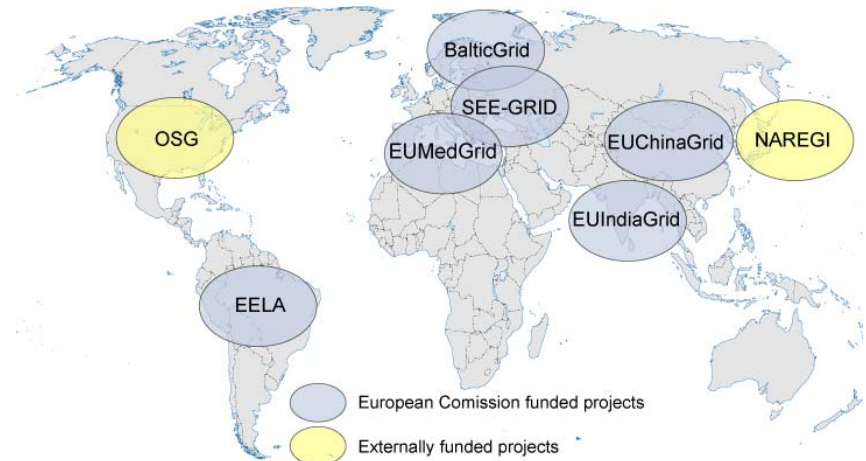 BalticGrid
SEE-GRID
OSG
EUMedGrid
EUChinaGrid
NAREGI
EUIndiaGrid
EELA
European Comission funded projects
Externally funded projects